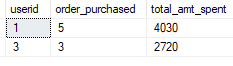 userid order_purchased total_amt_spent
1 5 4030
3 3 2720